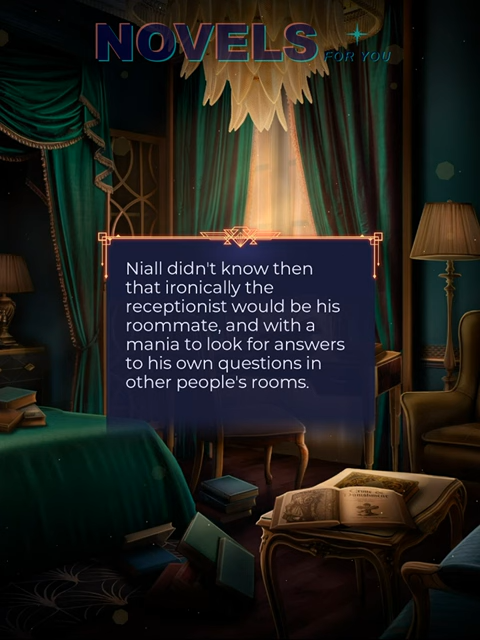 NOVELS
FOR YOU
Niall didn't know then
that ironically the
receptionist would be his
roommate, and with a
mania to look for answers
to his own questions in
other people's rooms.